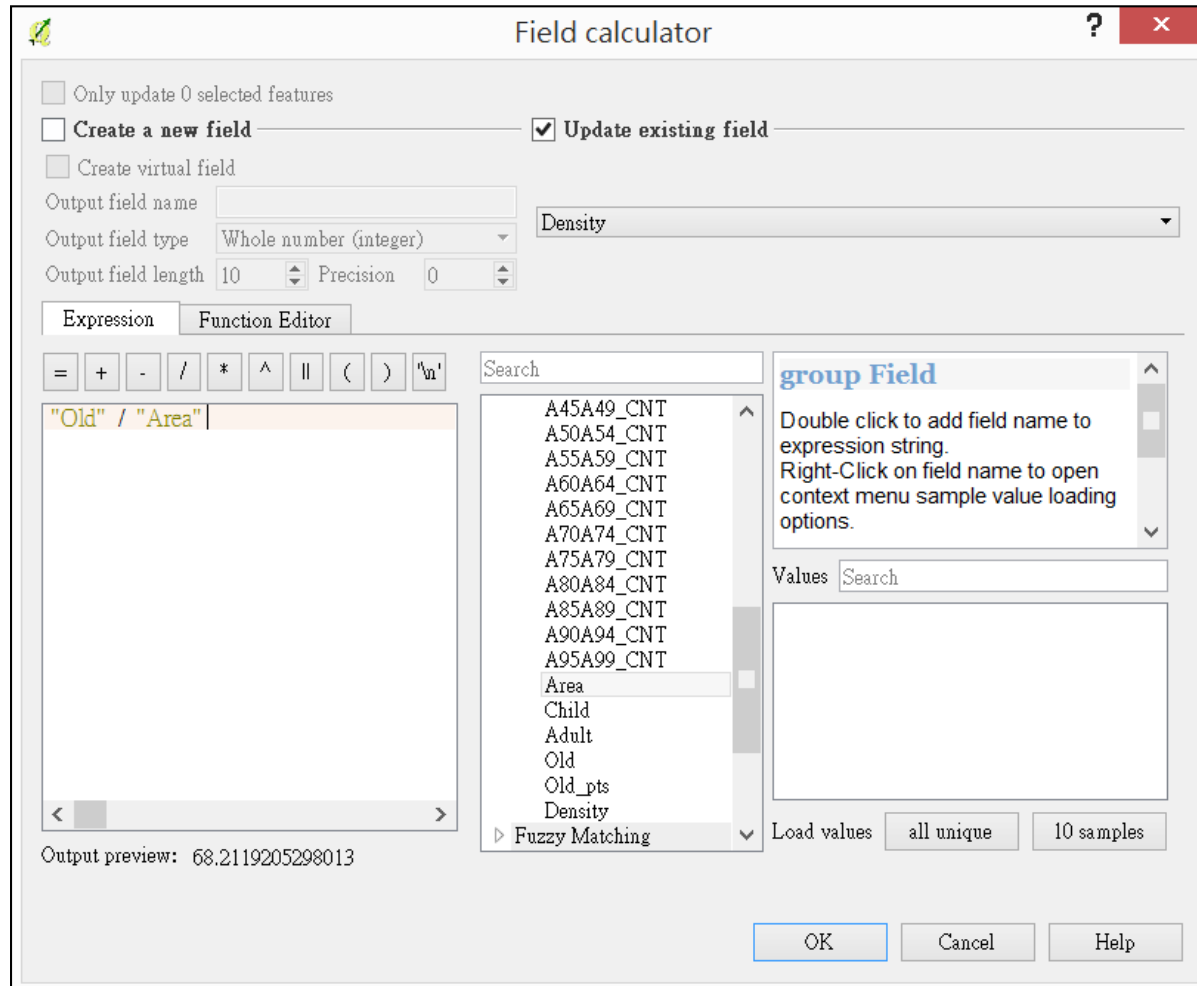 Field calculator
?
×
Only update 0 selected features
Create a new field
Update existing field
Create virtual field
Output field name
Density
Output field type Whole number (integer)
Output field length 10 Precision 0
Expression Function Editor
= + - / * ^ || ( ) '\n'
Search
group Field
"Old" / "Area"
Double click to add field name to
expression string.
Right-Click on field name to open
context menu sample value loading
options.
A45A49_CNT
A50A54_CNT
A55A59_CNT
A60A64_CNT
A65A69_CNT
A70A74_CNT
A75A79_CNT
A80A84_CNT
A85A89_CNT
A90A94_CNT
A95A99_CNT
Area
Child
Adult
Old
Old_pts
Density
Fuzzy Matching
Values Search
Load values all unique 10 samples
Output preview: 68.2119205298013
OK Cancel Help